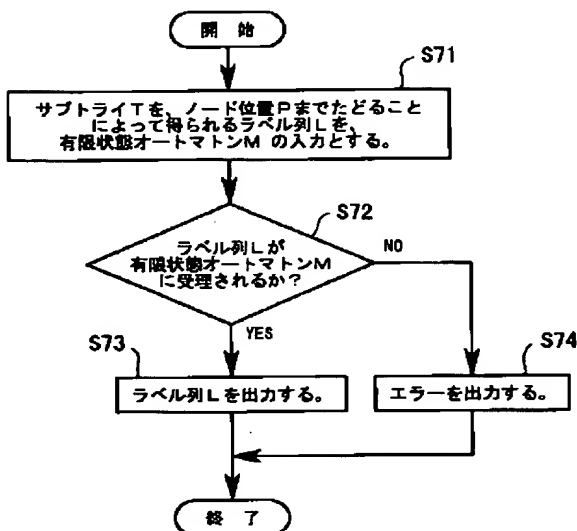 開 始
S71
サブトライTを、ノード位置Pまでたどること
によって得られるラベル列Lを、
有限状態オートマトンM の入力とする。
S72
ラベル列Lが
有限状態オートマトンM
に受理されるか？
NO
YES
S73
ラベル列Lを出力する。
S74
エラーを出力する。
終 了